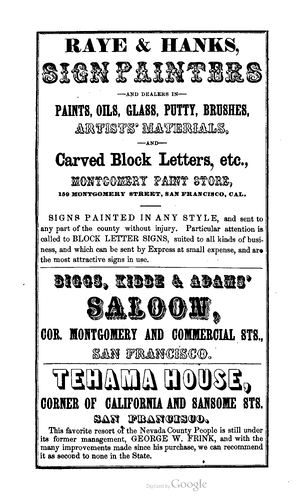 RAYE & HANKS,
SIGN PAINTERS
—AND DEALERS IN—
PAINTS, OILS, GLASS, PUTTY, BRUSHES,
ARTISTS' MATERIALS,
—AND—
Carved Block Letters, etc.,
MONTGOMERY PAINT STORE,
159 MONTGOMERY STREET, SAN FRANCISCO, CAL.
SIGNS PAINTED IN ANY STYLE, and sent to
any part of the county without injury. Particular attention is
called to BLOCK LETTER SIGNS, suited to all kinds of busi-
ness, and which can be sent by Express at small expense, and are
the most attractive signs in use.
BIGGS, KIBBE & ADAMS'
SALOON,
COR. MONTGOMERY AND COMMERCIAL STS.,
SAN FRANCISCO.
TEHAMA HOUSE,
CORNER OF CALIFORNIA AND SANSOME STS.
SAN FRANCISCO.
This favorite resort of the Nevada County People is still under
its former management, GEORGE W. FRINK, and with the
many improvements made since his purchase, we can recommend
it as second to none in the State.
Digitized by Google